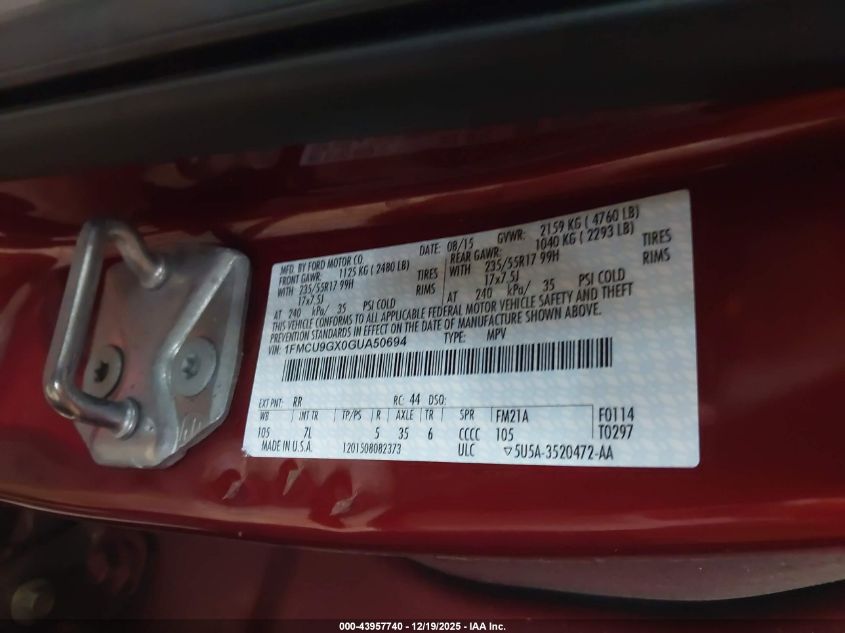 MFD. BY FORD MOTOR CO. DATE: 08/15 GVWR: 2159 KG ( 4760 LB)
FRONT GAWR: 1125 KG ( 2480 LB) REAR GAWR: 1040 KG ( 2293 LB)
WITH 235/55R17 99H TIRES WITH 235/55R17 99H TIRES
17x7.5J RIMS 17x7.5J RIMS
AT 240 kPa/ 35 PSI COLD AT 240 kPa/ 35 PSI COLD
THIS VEHICLE CONFORMS TO ALL APPLICABLE FEDERAL MOTOR VEHICLE SAFETY AND THEFT
PREVENTION STANDARDS IN EFFECT ON THE DATE OF MANUFACTURE SHOWN ABOVE.
VIN: 1FMCU9GX0GUA50694 TYPE: MPV
EXT PNT: RR RC: 44 DSO:
WB INT TR TP/PS R AXLE TR SPR FM21A F0114
105 7L 5 35 6 CCCC 105 T0297
MADE IN U.S.A. 1201508082373 ULC ▽5U5A-3520472-AA
000-43957740 - 12/19/2025 - IAA Inc.